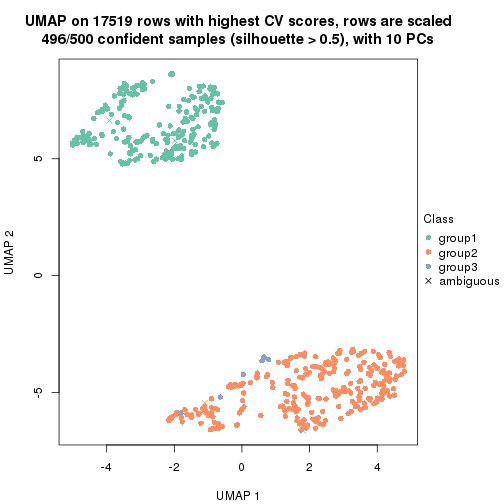 UMAP on 17519 rows with highest CV scores, rows are scaled
496/500 confident samples (silhouette > 0.5), with 10 PCs
5
0
-5
UMAP 2
-4
-2
0
2
4
UMAP 1
Class
group1
group2
group3
ambiguous